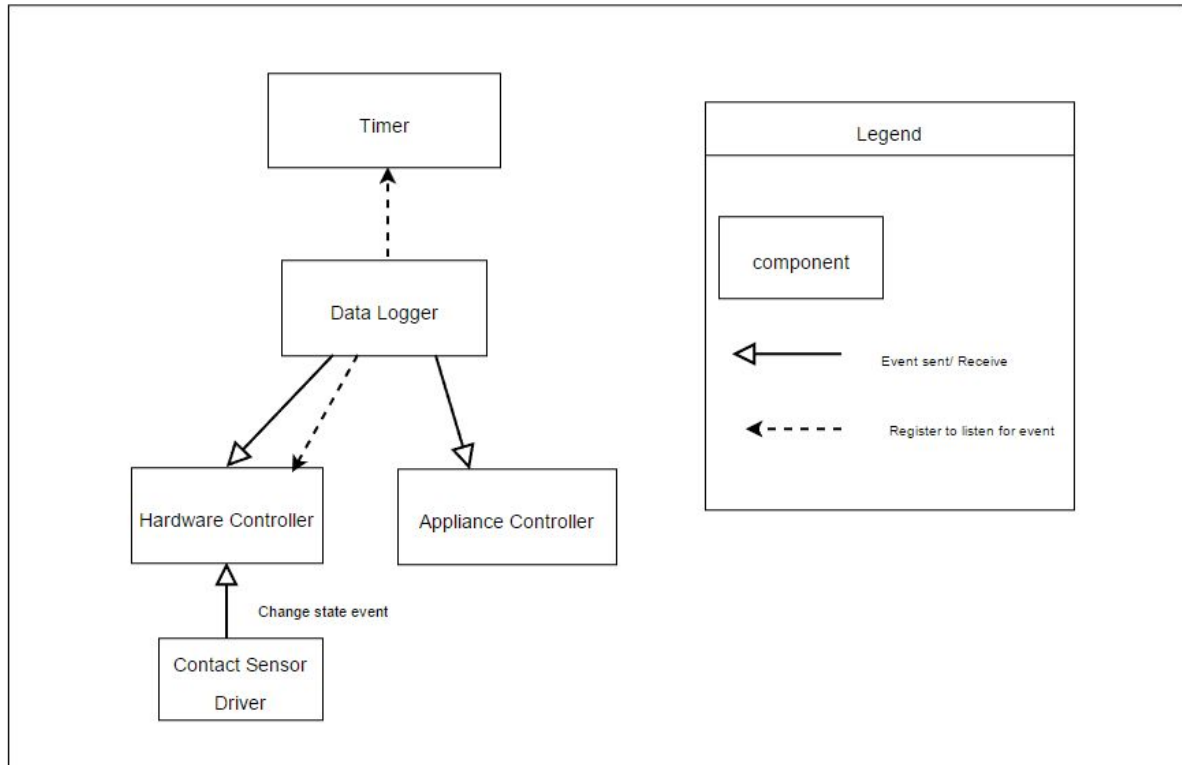 Timer
Legend
component
Data Logger
Event sent/ Receive
Register to listen for event
Hardware Controller
Appliance Controller
Change state event
Contact Sensor
Driver